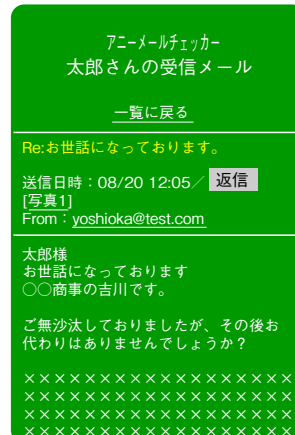 ｱﾆｰﾒｰﾙﾁｪｯｶｰ
太郎さんの受信メール
一覧に戻る
Re:お世話になっております。
送信日時：08/20 12:05／ 返信
[写真1]
From：yoshioka@test.com
太郎様
お世話になっております
○○商事の吉川です。
ご無沙汰しておりましたが、その後お
代わりはありませんでしょうか？
××××××××××××××××××
××××××××××××××××××
××××××××××××××××××
××××××××××××××××××